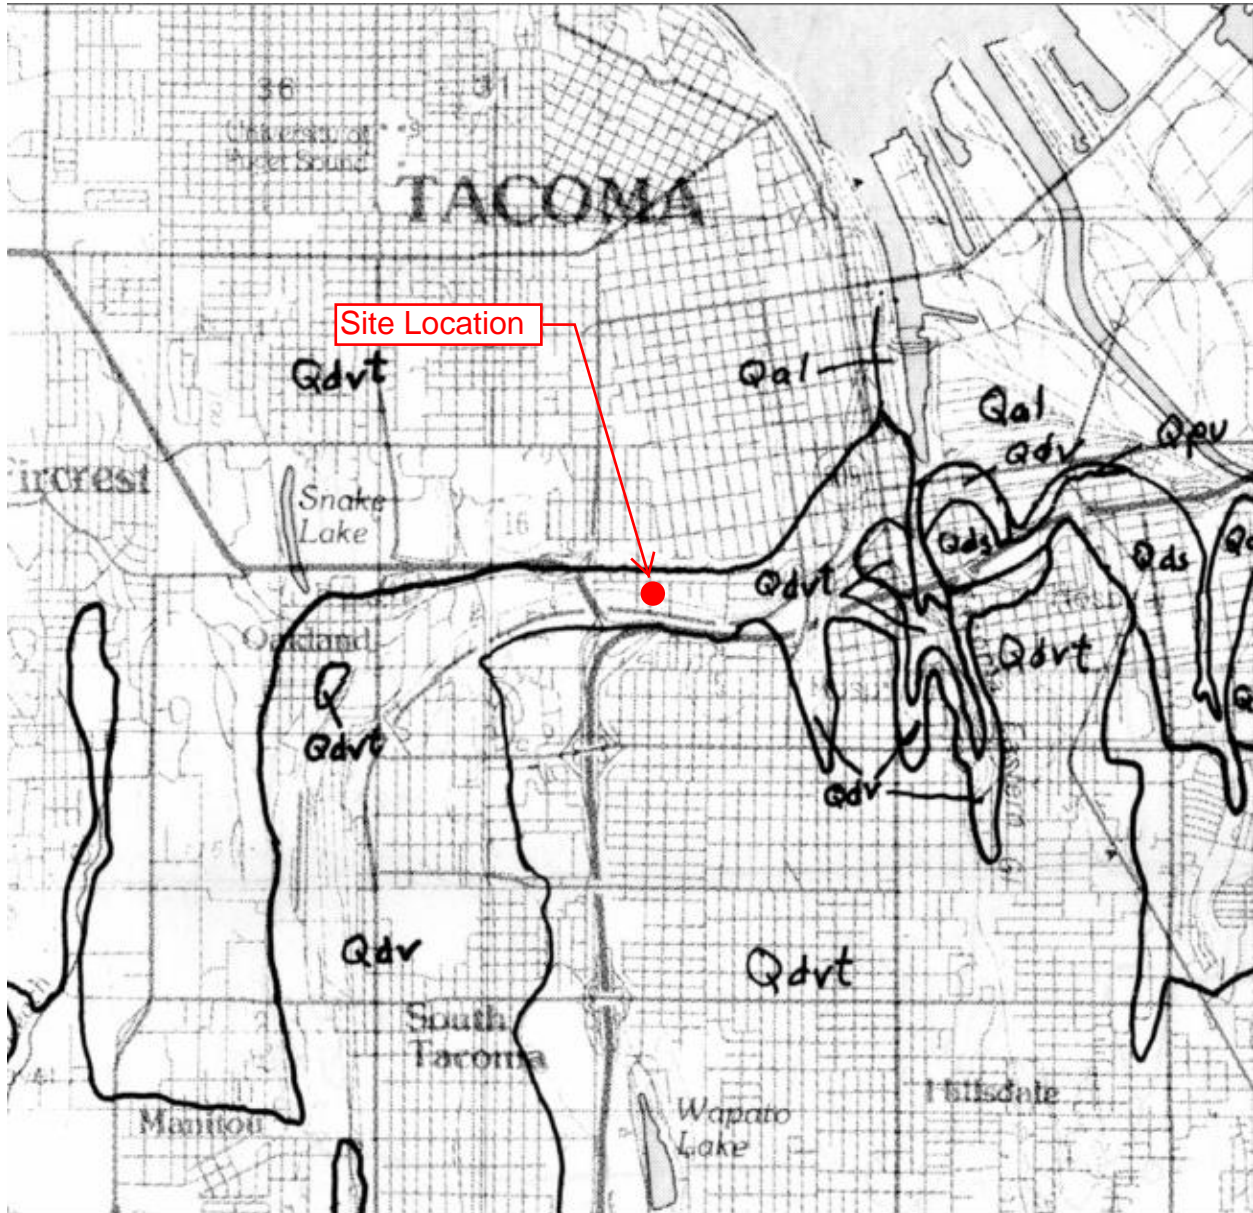 36
31
University of
Puget Sound
TACOMA
Site Location
Qdvt
Qal
Qal
Qdv
Qpv
ircrest
Snake
Lake
16
Qds
Qds
Qdvt
Oakland
Qdvt
Q
Qdvt
Qdv
Qdv
Qdvt
South
Tacoma
Wapato
Lake
Hillsdale
Manitou